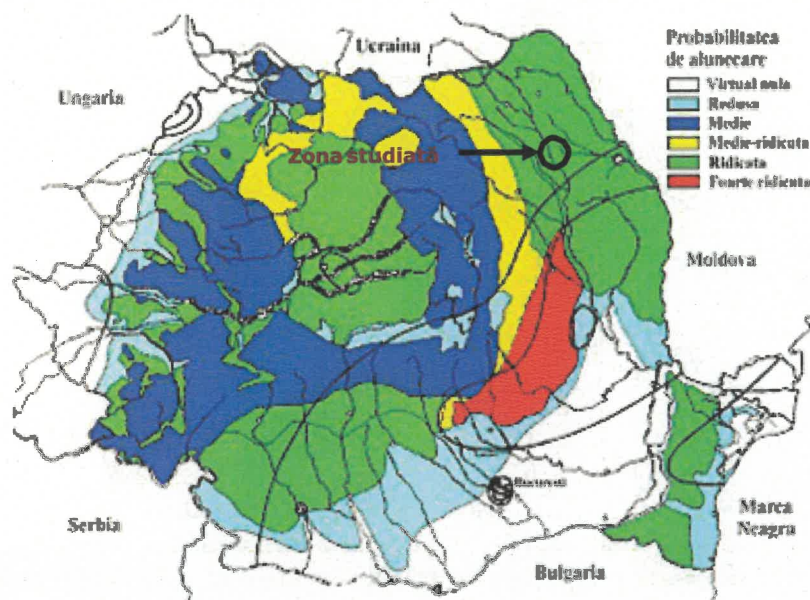 Ucraina
Probabilitatea
de alunecare
Virtual nula
Redusa
Medie
Medie-ridicata
Ridicata
Foarte ridicata
Ungaria
Zona studiată
Moldova
Bucuresti
Serbia
Marea
Neagra
Bulgaria